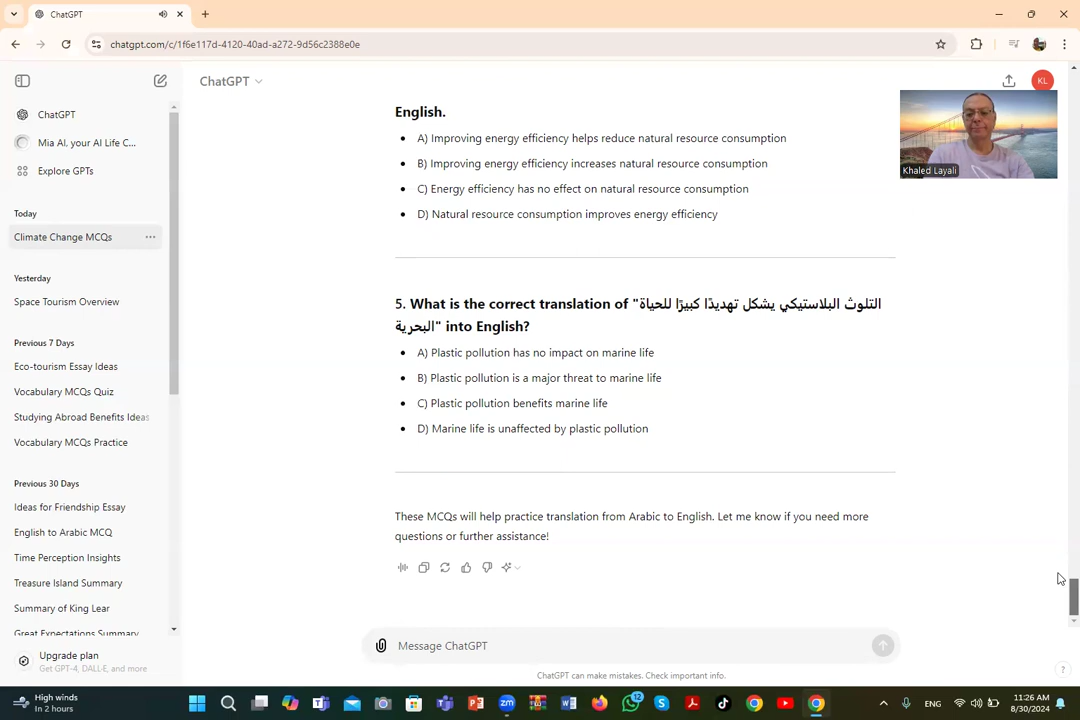 ChatGPT
chatgpt.com/c/1f6e117d-4120-40ad-a272-9d56c2388e0e
ChatGPT
KL
ChatGPT
Mia AI, your AI Life C...
Explore GPTs
Today
Climate Change MCQs
Yesterday
Space Tourism Overview
Previous 7 Days
Eco-tourism Essay Ideas
Vocabulary MCQs Quiz
Studying Abroad Benefits Ideas
Vocabulary MCQs Practice
Previous 30 Days
Ideas for Friendship Essay
English to Arabic MCQ
Time Perception Insights
Treasure Island Summary
Summary of King Lear
Great Expectations Summary
Upgrade plan
Get GPT-4, DALL-E, and more
English.
A) Improving energy efficiency helps reduce natural resource consumption
B) Improving energy efficiency increases natural resource consumption
C) Energy efficiency has no effect on natural resource consumption
D) Natural resource consumption improves energy efficiency
5. What is the correct translation of "التلوث البلاستيكي يشكل تهديدًا كبيرًا للحياة
البحرية" into English?
A) Plastic pollution has no impact on marine life
B) Plastic pollution is a major threat to marine life
C) Plastic pollution benefits marine life
D) Marine life is unaffected by plastic pollution
These MCQs will help practice translation from Arabic to English. Let me know if you need more
questions or further assistance!
Message ChatGPT
ChatGPT can make mistakes. Check important info.
?
Khaled Layali
High winds
In 2 hours
12
ENG
11:26 AM
8/30/2024